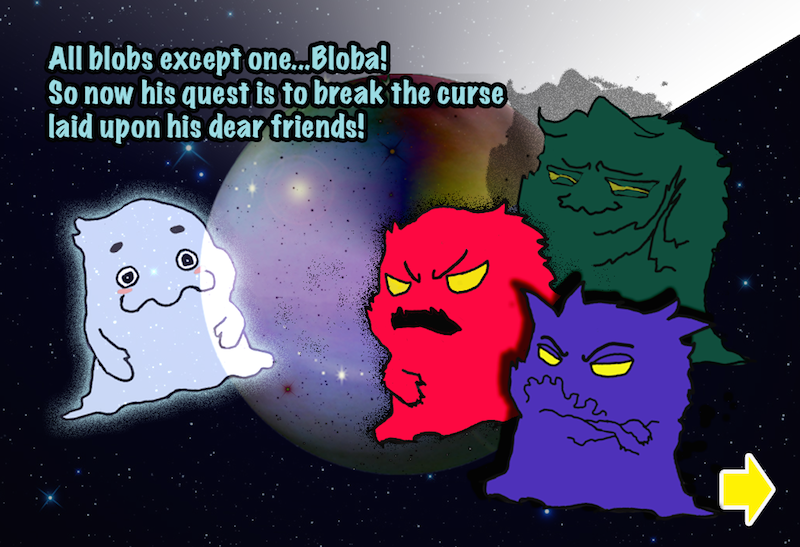 All blobs except one...Bloba!
So now his quest is to break the curse
laid upon his dear friends!